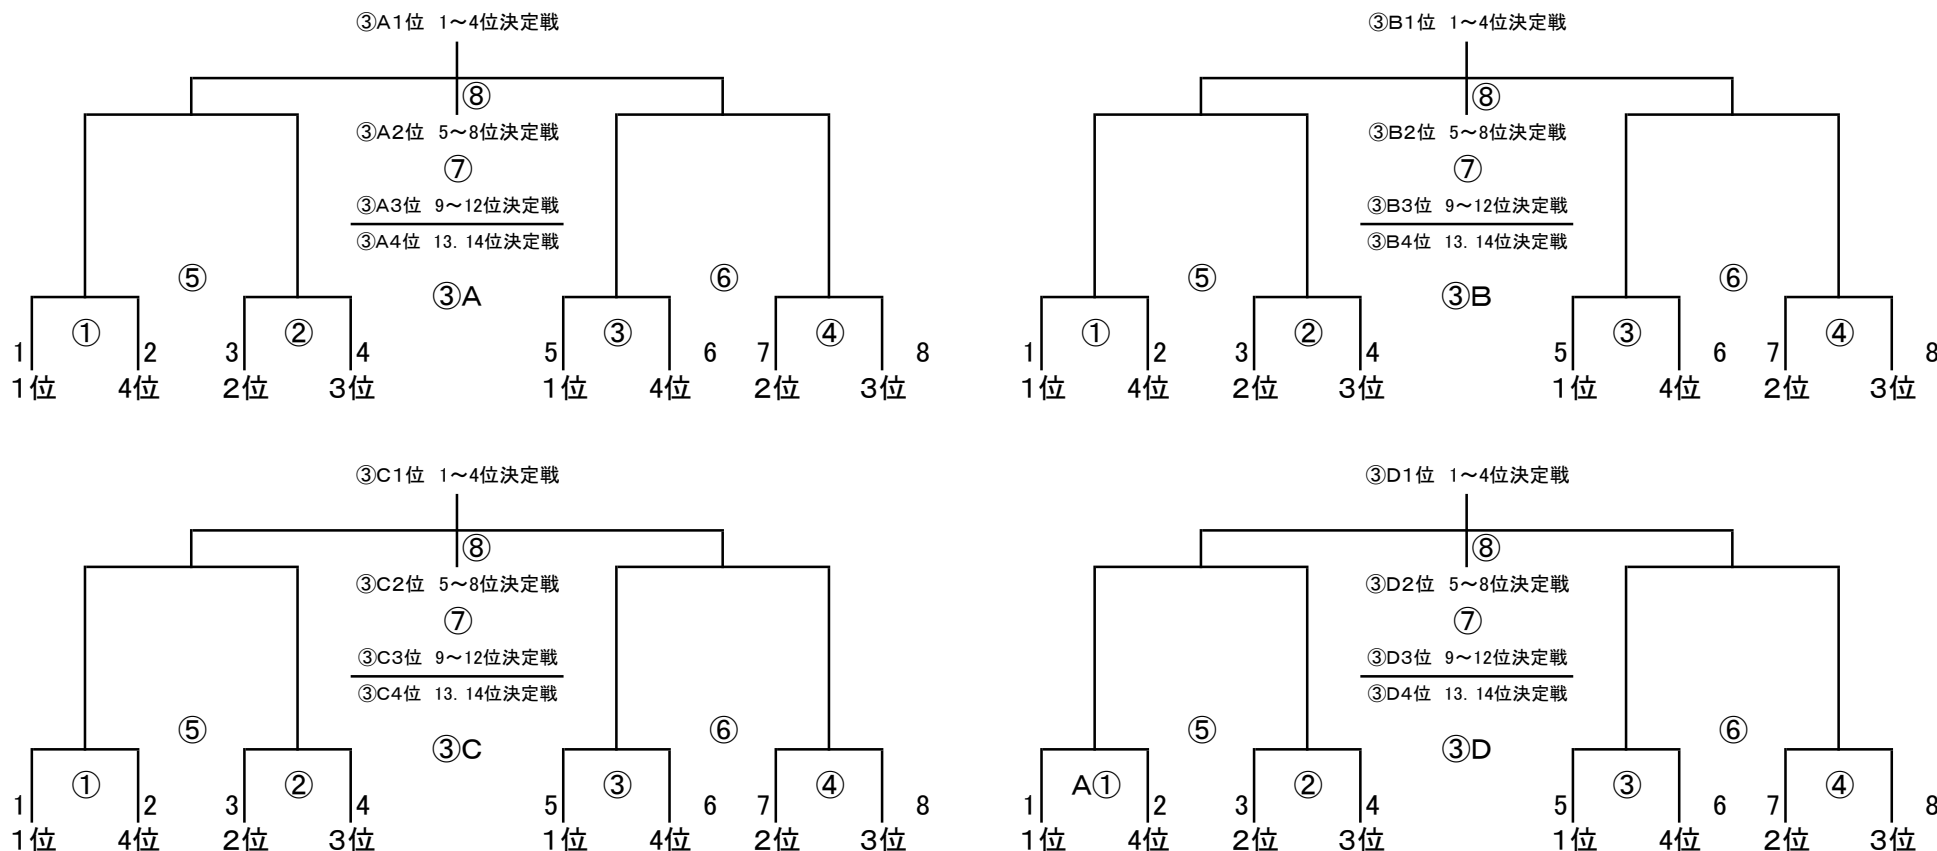 ③A1位 1～4位決定戦
⑧
③A2位 5～8位決定戦
⑦
③A3位 9～12位決定戦
③A4位 13．14位決定戦
⑤ ③A ⑥
① ② ③ ④
1 2 3 4 5 6 7 8
1位 4位 2位 3位 1位 4位 2位 3位
③B1位 1～4位決定戦
⑧
③B2位 5～8位決定戦
⑦
③B3位 9～12位決定戦
③B4位 13．14位決定戦
⑤ ③B ⑥
① ② ③ ④
1 2 3 4 5 6 7 8
1位 4位 2位 3位 1位 4位 2位 3位
③C1位 1～4位決定戦
⑧
③C2位 5～8位決定戦
⑦
③C3位 9～12位決定戦
③C4位 13．14位決定戦
⑤ ③C ⑥
① ② ③ ④
1 2 3 4 5 6 7 8
1位 4位 2位 3位 1位 4位 2位 3位
③D1位 1～4位決定戦
⑧
③D2位 5～8位決定戦
⑦
③D3位 9～12位決定戦
③D4位 13．14位決定戦
⑤ ③D ⑥
A① ② ③ ④
1 2 3 4 5 6 7 8
1位 4位 2位 3位 1位 4位 2位 3位